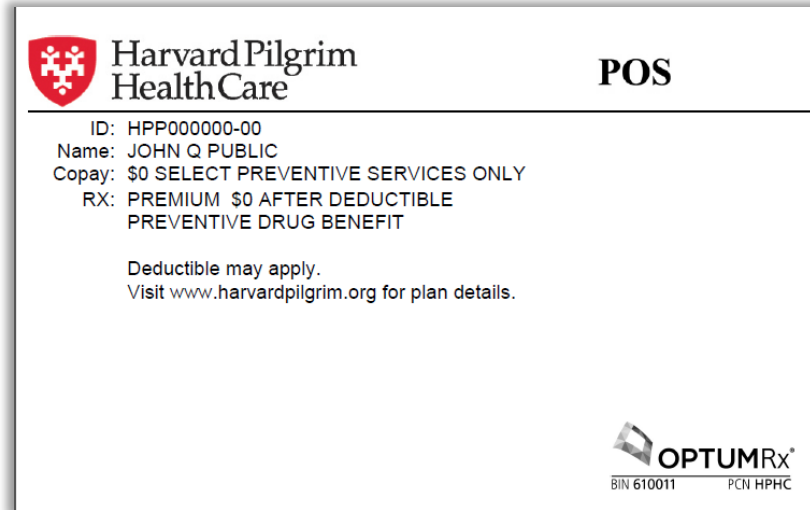 Harvard Pilgrim
Health Care
POS
ID: HPP000000-00
Name: JOHN Q PUBLIC
Copay: $0 SELECT PREVENTIVE SERVICES ONLY
RX: PREMIUM $0 AFTER DEDUCTIBLE
PREVENTIVE DRUG BENEFIT
Deductible may apply.
Visit www.harvardpilgrim.org for plan details.
OPTUMRx®
BIN 610011 PCN HPHC